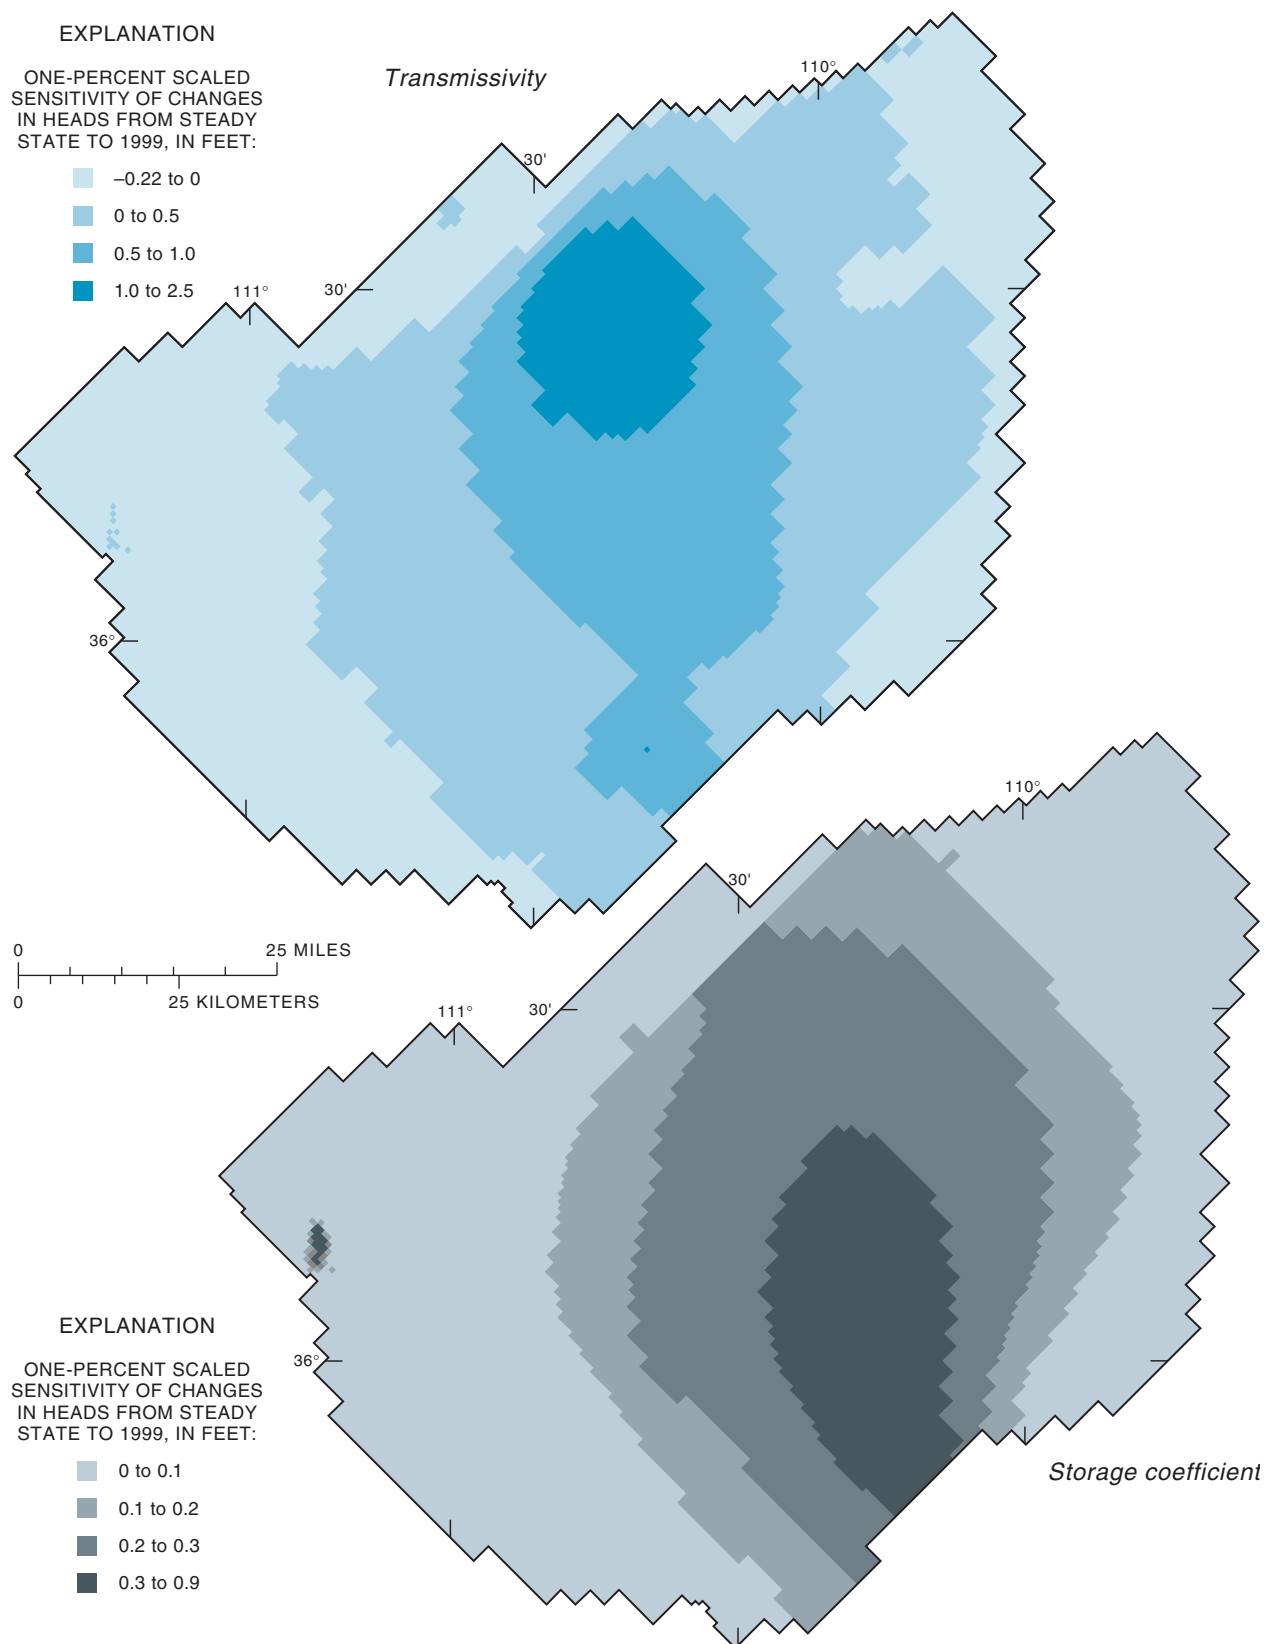 EXPLANATION
ONE-PERCENT SCALED
SENSITIVITY OF CHANGES
IN HEADS FROM STEADY
STATE TO 1999, IN FEET:
–0.22 to 0
0 to 0.5
0.5 to 1.0
1.0 to 2.5
Transmissivity
110°
30'
30'
111°
36°
0 25 MILES
0 25 KILOMETERS
110°
30'
30'
111°
36°
EXPLANATION
ONE-PERCENT SCALED
SENSITIVITY OF CHANGES
IN HEADS FROM STEADY
STATE TO 1999, IN FEET:
0 to 0.1
0.1 to 0.2
0.2 to 0.3
0.3 to 0.9
Storage coefficient